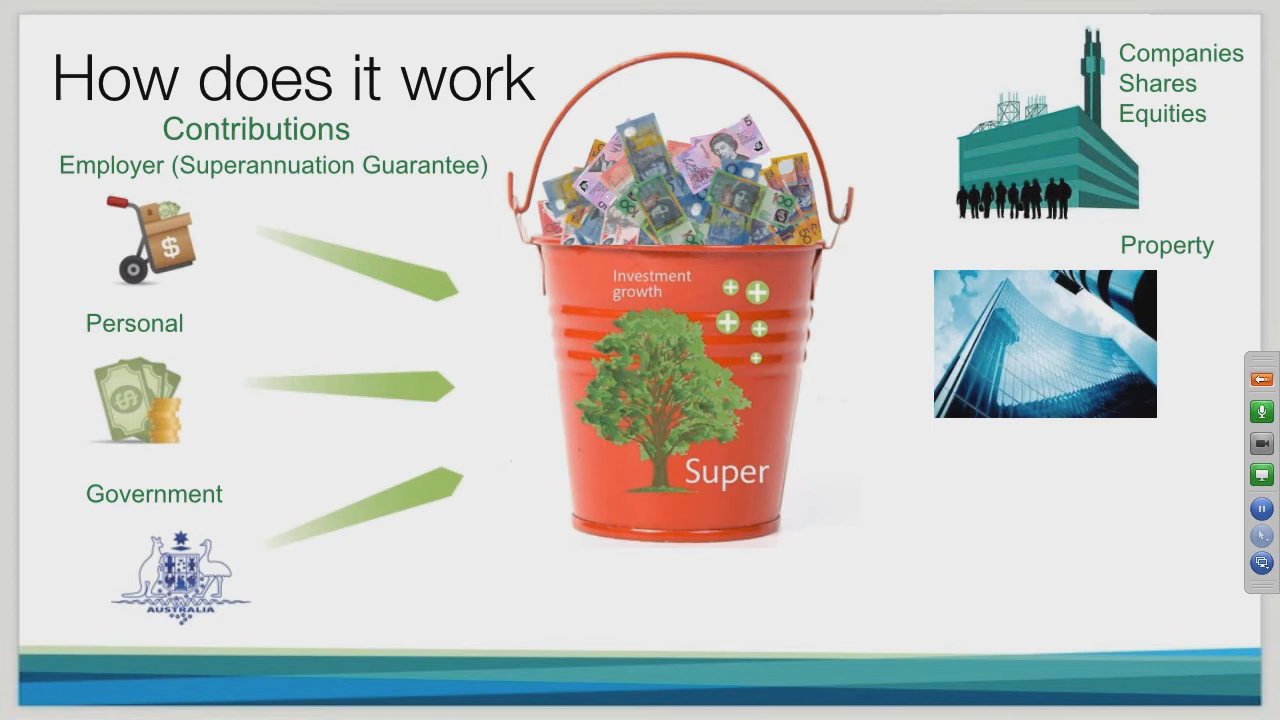 How does it work
Contributions
Employer (Superannuation Guarantee)
Personal
Government
AUSTRALIA
Investment
growth
Super
Companies
Shares
Equities
Property